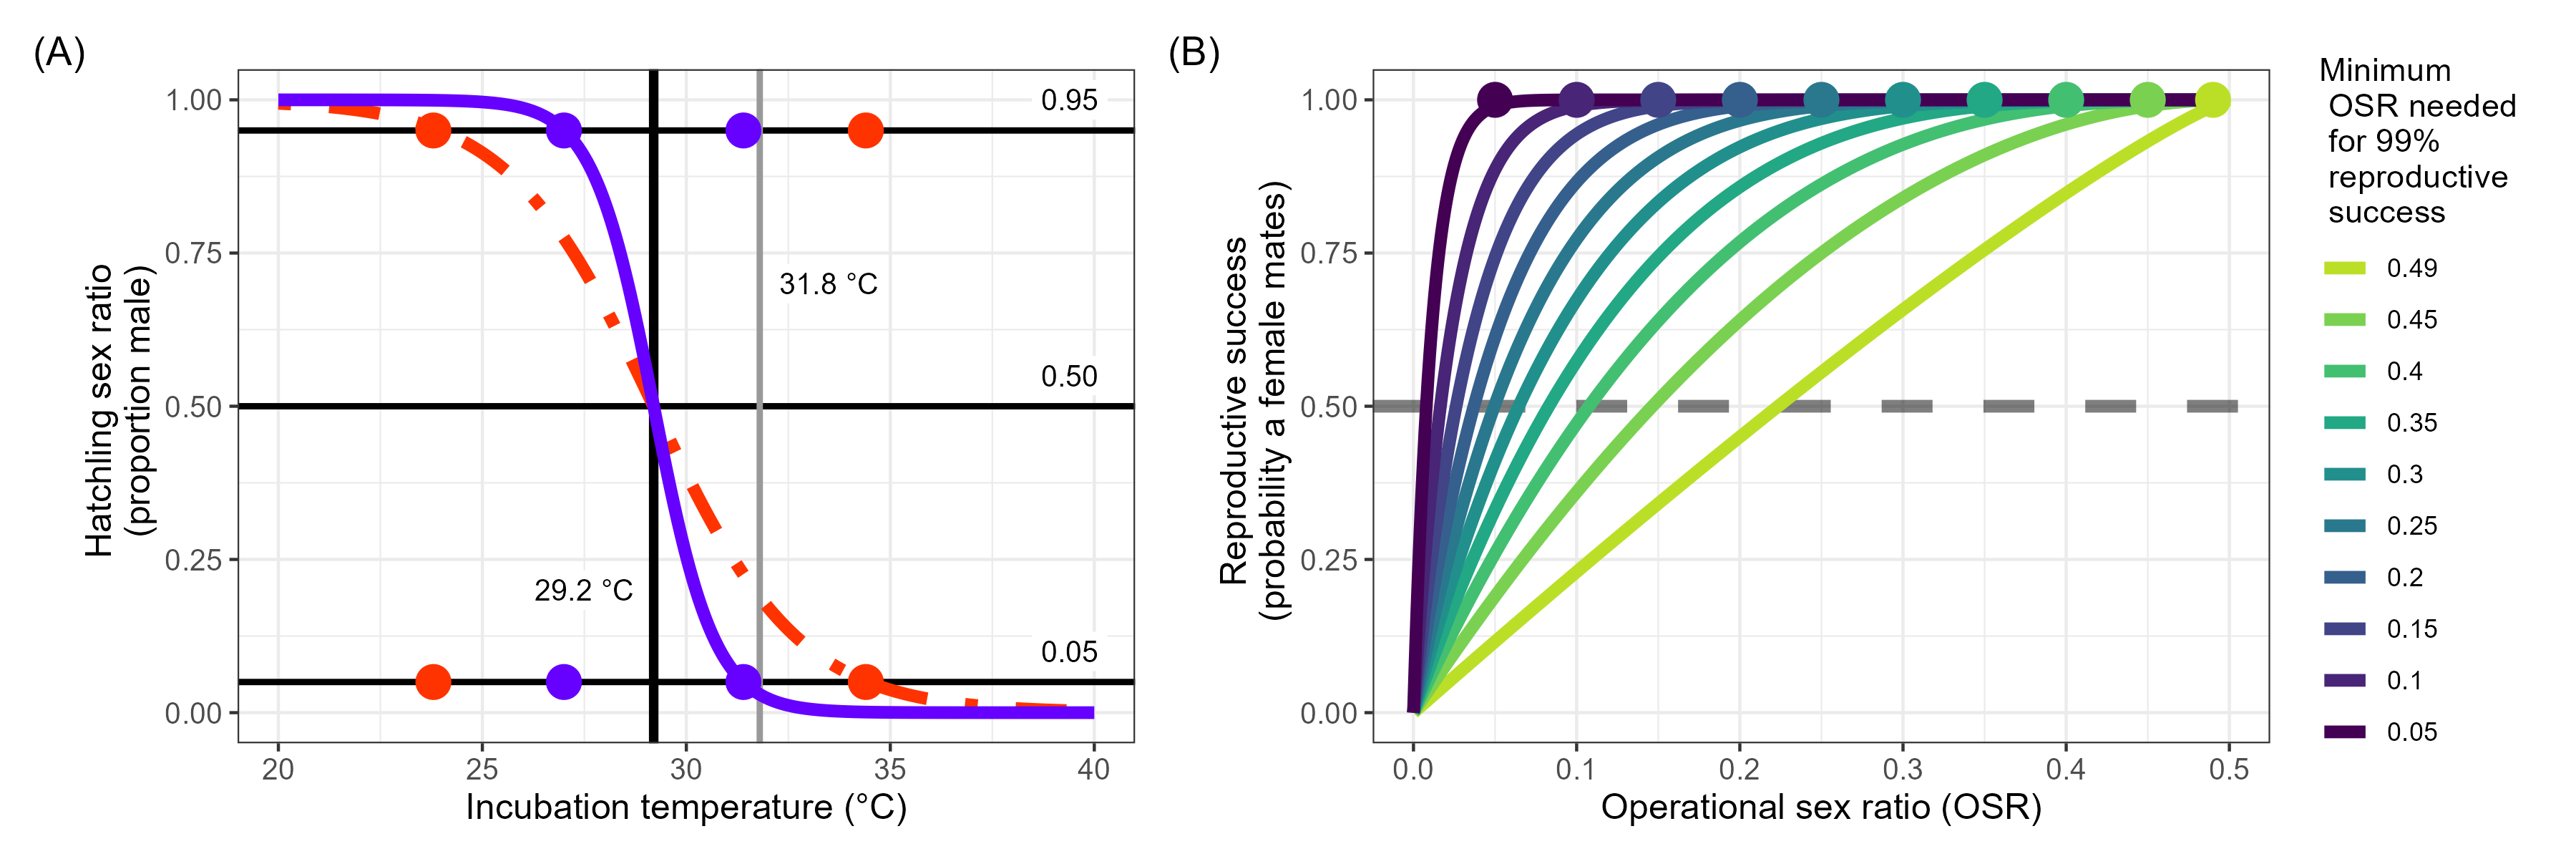 (A)
Hatchling sex ratio
(proportion male)
1.00
0.75
0.50
0.25
0.00
0.95
31.8 °C
0.50
29.2 °C
0.05
20
25
30
35
40
Incubation temperature (°C)
(B)
Reproductive success
(probability a female mates)
1.00
0.75
0.50
0.25
0.00
0.0
0.1
0.2
0.3
0.4
0.5
Operational sex ratio (OSR)
Minimum
OSR needed
for 99%
reproductive
success
0.49
0.45
0.4
0.35
0.3
0.25
0.2
0.15
0.1
0.05